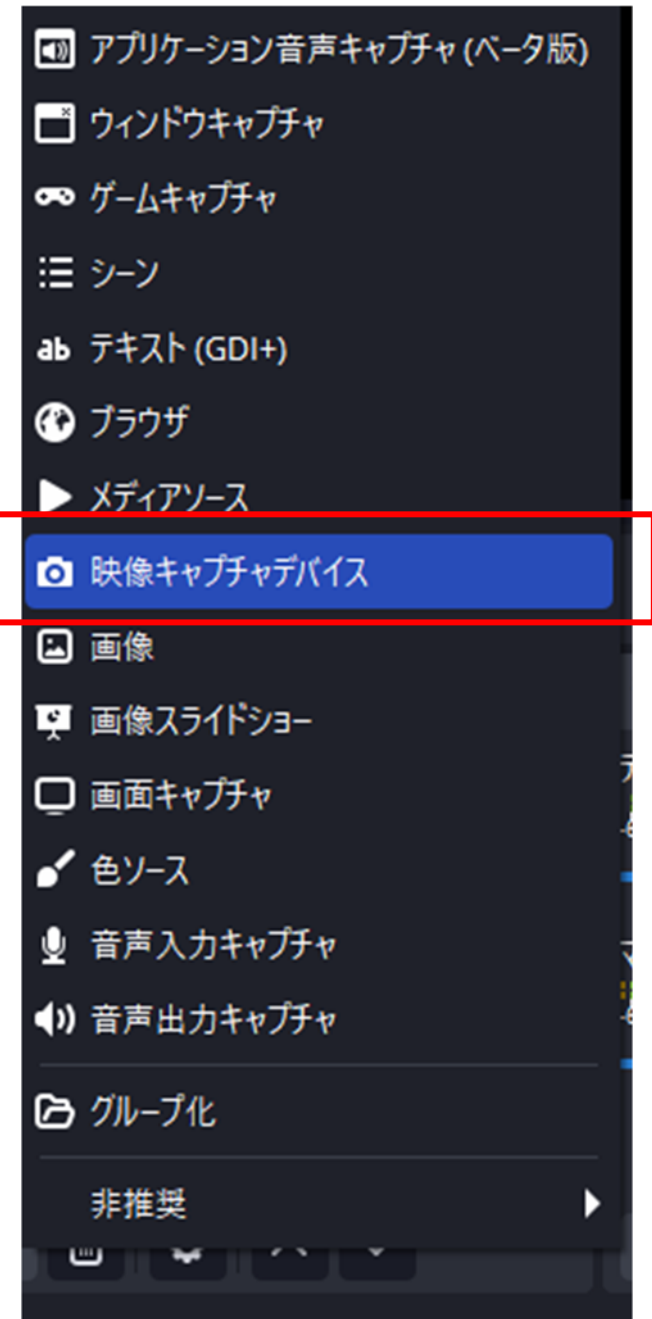 アプリケーション音声キャプチャ (ベータ版)
ウィンドウキャプチャ
ゲームキャプチャ
シーン
ab テキスト (GDI+)
ブラウザ
メディアソース
映像キャプチャデバイス
画像
画像スライドショー
画面キャプチャ
色ソース
音声入力キャプチャ
音声出力キャプチャ
グループ化
非推奨